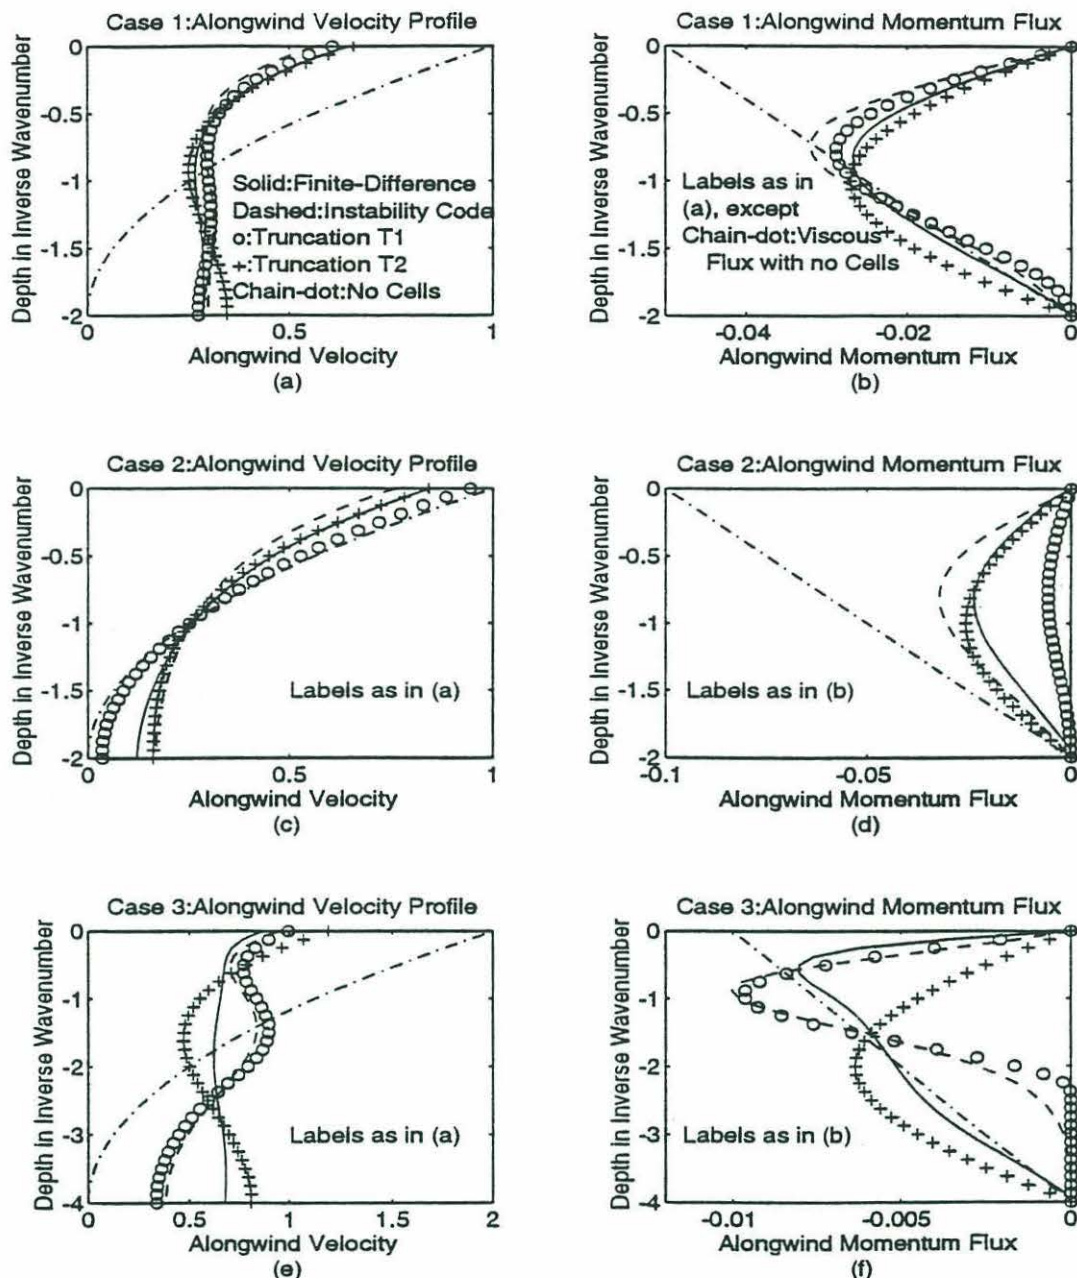 Case 1:Alongwind Velocity Profile
Depth in Inverse Wavenumber
0
-0.5
-1
-1.5
-2
Solid:Finite-Difference
Dashed:Instability Code
o:Truncation T1
+:Truncation T2
Chain-dot:No Cells
0
0.5
1
Alongwind Velocity
(a)
Case 1:Alongwind Momentum Flux
Depth in Inverse Wavenumber
0
-0.5
-1
-1.5
-2
Labels as in
(a), except
Chain-dot:Viscous
Flux with no Cells
-0.04
-0.02
0
Alongwind Momentum Flux
(b)
Case 2:Alongwind Velocity Profile
Depth in Inverse Wavenumber
0
-0.5
-1
-1.5
-2
Labels as in (a)
0
0.5
1
Alongwind Velocity
(c)
Case 2:Alongwind Momentum Flux
Depth in Inverse Wavenumber
0
-0.5
-1
-1.5
-2
Labels as in (b)
-0.1
-0.05
0
Alongwind Momentum Flux
(d)
Case 3:Alongwind Velocity Profile
Depth in Inverse Wavenumber
0
-1
-2
-3
-4
Labels as in (a)
0
0.5
1
1.5
2
Alongwind Velocity
(e)
Case 3:Alongwind Momentum Flux
Depth in Inverse Wavenumber
0
-1
-2
-3
-4
Labels as in (b)
-0.01
-0.005
0
Alongwind Momentum Flux
(f)